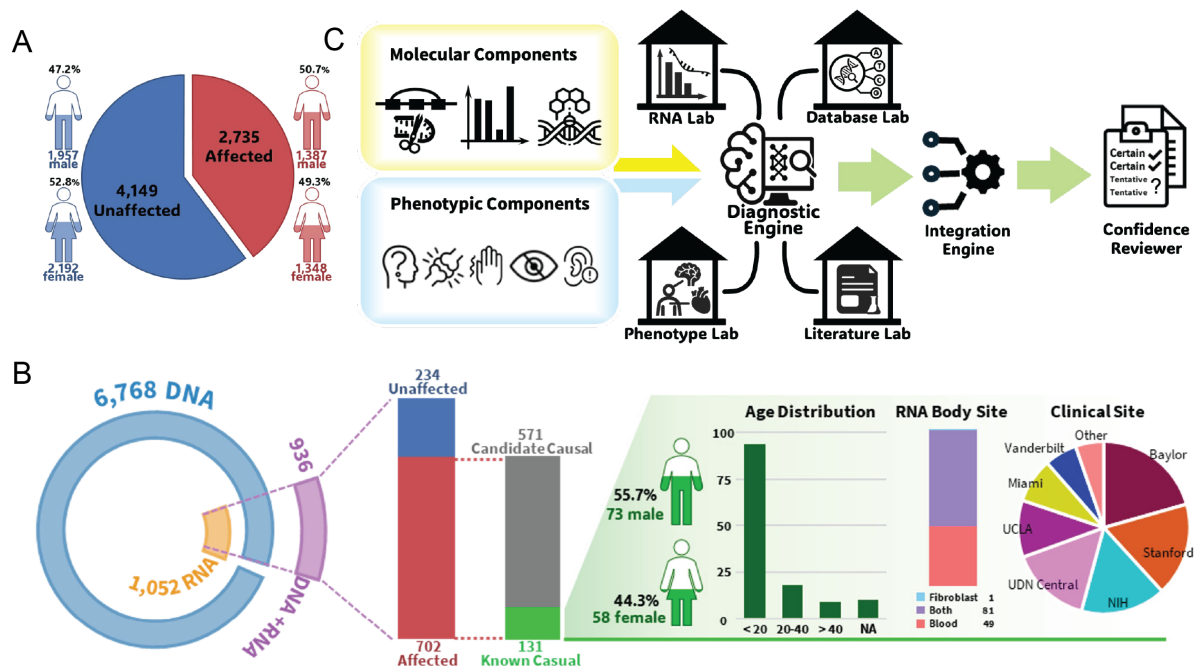 A
47.2%
1,957
male
52.8%
2,192
female
4,149
Unaffected
2,735
Affected
50.7%
1,387
male
49.3%
1,348
female
C
Molecular Components
Phenotypic Components
RNA Lab
Database Lab
A
T
C
G
Diagnostic
Engine
Phenotype Lab
Literature Lab
Integration
Engine
Certain
Certain
Tentative
Tentative ?
Confidence
Reviewer
B
6,768 DNA
1,052 RNA
936
DNA+RNA
234
Unaffected
702
Affected
571
Candidate Causal
131
Known Casual
55.7%
73 male
44.3%
58 female
Age Distribution
100
75
50
25
0
< 20
20-40
> 40
NA
RNA Body Site
Fibroblast 1
Both 81
Blood 49
Clinical Site
Other
Vanderbilt
Baylor
Miami
UCLA
Stanford
UDN Central
NIH